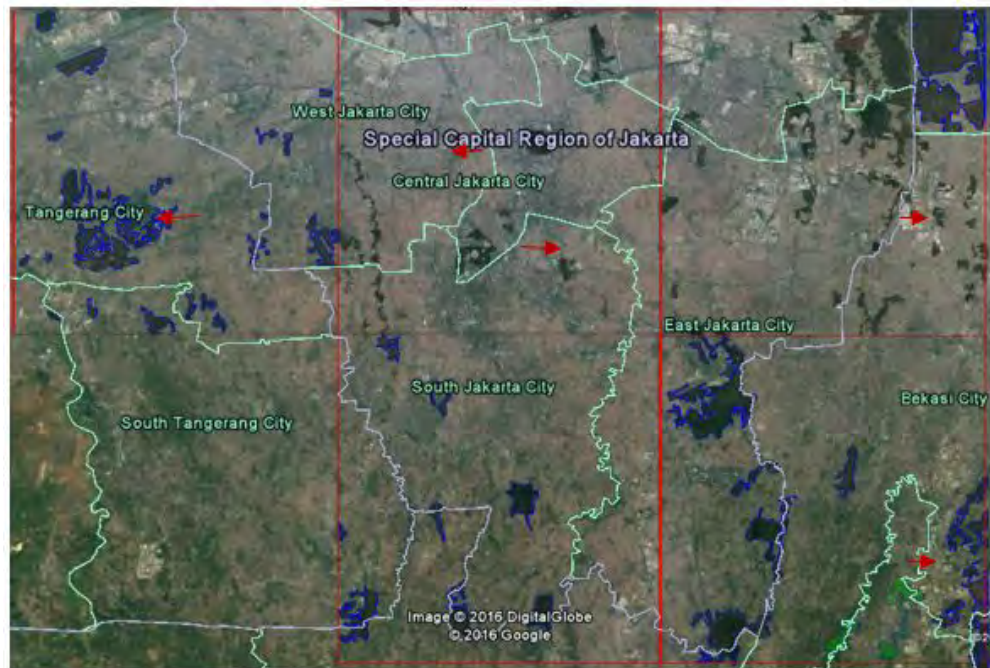 West Jakarta City
Special Capital Region of Jakarta
Central Jakarta City
Tangerang City
East Jakarta City
South Jakarta City
Bekasi City
South Tangerang City
Image © 2016 DigitalGlobe
© 2016 Google